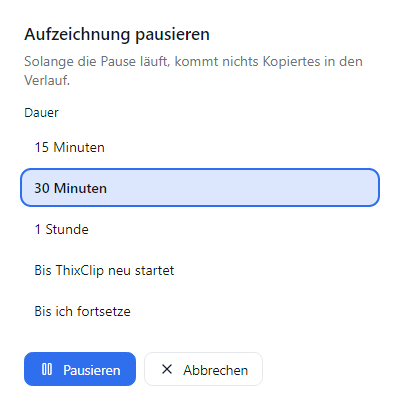 Aufzeichnung pausieren
Solange die Pause läuft, kommt nichts Kopiertes in den
Verlauf.
Dauer
15 Minuten
30 Minuten
1 Stunde
Bis ThixClip neu startet
Bis ich fortsetze
Pausieren
Abbrechen